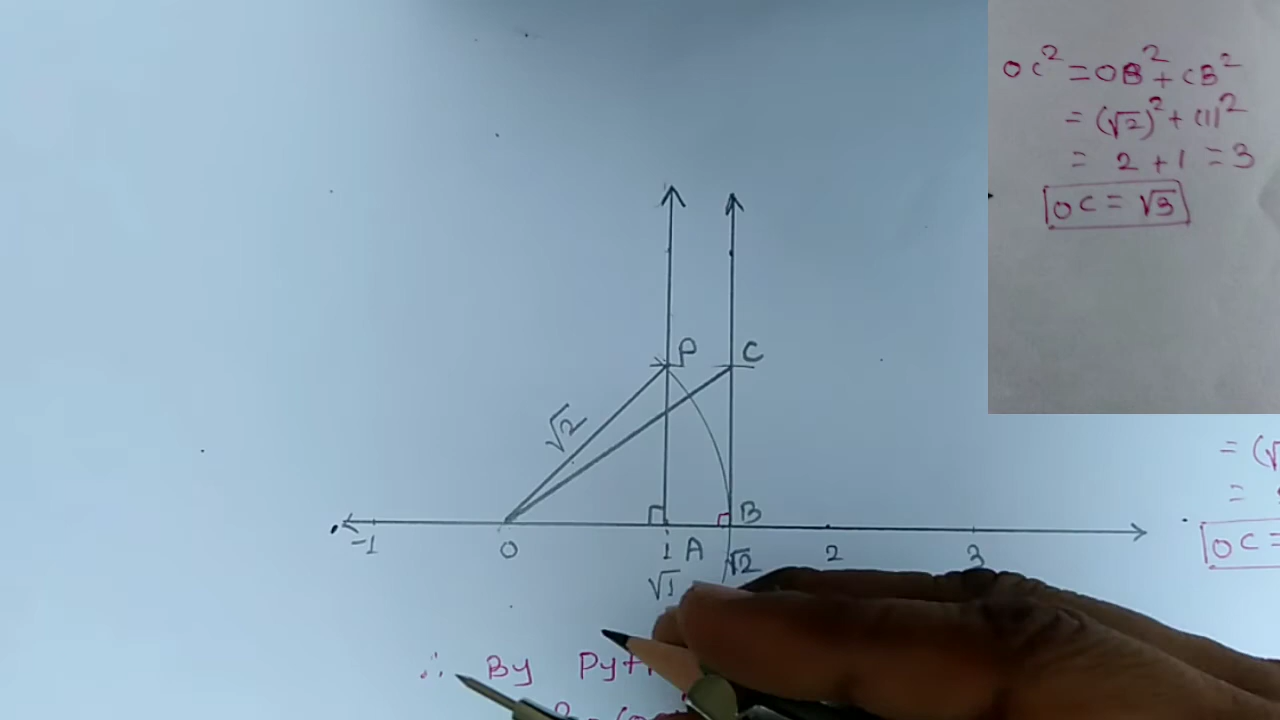 OC² = OB² + CB²
= (√2)² + (1)²
= 2 + 1 = 3
OC = √3
P
C
√2
B
-1
0
1
A
√2
2
3
√1
= (√
=
OC =
∴ By